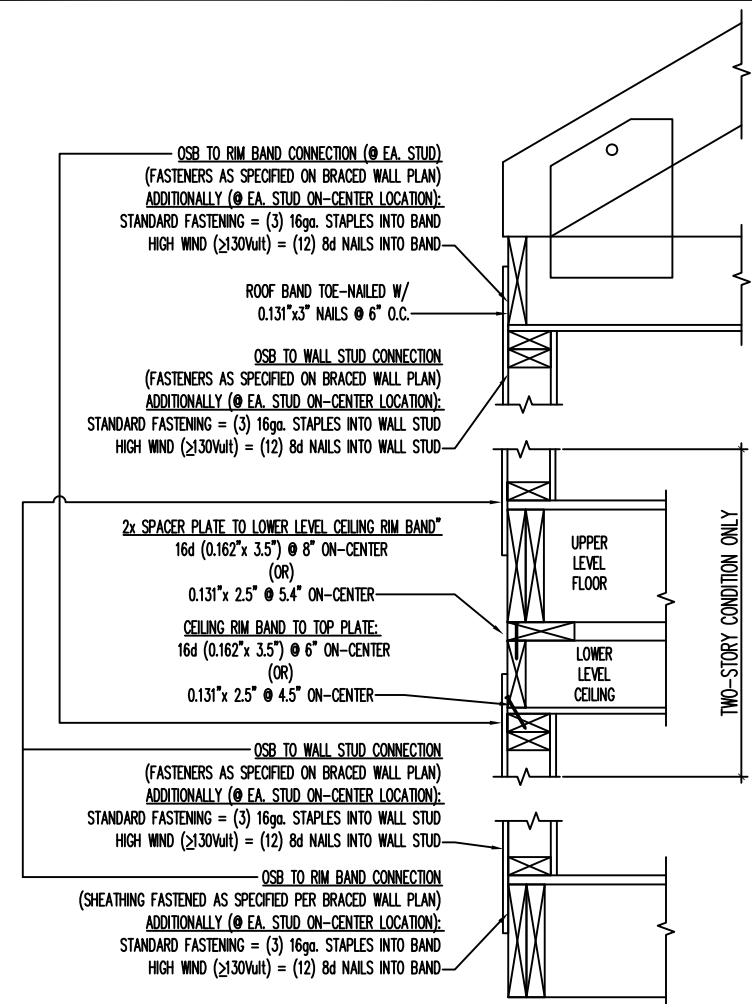 OSB TO RIM BAND CONNECTION (@ EA. STUD)
(FASTENERS AS SPECIFIED ON BRACED WALL PLAN)
ADDITIONALLY (@ EA. STUD ON-CENTER LOCATION):
STANDARD FASTENING = (3) 16ga. STAPLES INTO BAND
HIGH WIND (≥130Vult) = (12) 8d NAILS INTO BAND
ROOF BAND TOE-NAILED W/
0.131"x3" NAILS @ 6" O.C.
OSB TO WALL STUD CONNECTION
(FASTENERS AS SPECIFIED ON BRACED WALL PLAN)
ADDITIONALLY (@ EA. STUD ON-CENTER LOCATION):
STANDARD FASTENING = (3) 16ga. STAPLES INTO WALL STUD
HIGH WIND (≥130Vult) = (12) 8d NAILS INTO WALL STUD
2x SPACER PLATE TO LOWER LEVEL CEILING RIM BAND"
16d (0.162"x 3.5") @ 8" ON-CENTER
(OR)
0.131"x 2.5" @ 5.4" ON-CENTER
UPPER
LEVEL
FLOOR
CEILING RIM BAND TO TOP PLATE:
16d (0.162"x 3.5") @ 6" ON-CENTER
(OR)
0.131"x 2.5" @ 4.5" ON-CENTER
LOWER
LEVEL
CEILING
TWO-STORY CONDITION ONLY
OSB TO WALL STUD CONNECTION
(FASTENERS AS SPECIFIED ON BRACED WALL PLAN)
ADDITIONALLY (@ EA. STUD ON-CENTER LOCATION):
STANDARD FASTENING = (3) 16ga. STAPLES INTO WALL STUD
HIGH WIND (≥130Vult) = (12) 8d NAILS INTO WALL STUD
OSB TO RIM BAND CONNECTION
(SHEATHING FASTENED AS SPECIFIED PER BRACED WALL PLAN)
ADDITIONALLY (@ EA. STUD ON-CENTER LOCATION):
STANDARD FASTENING = (3) 16ga. STAPLES INTO BAND
HIGH WIND (≥130Vult) = (12) 8d NAILS INTO BAND